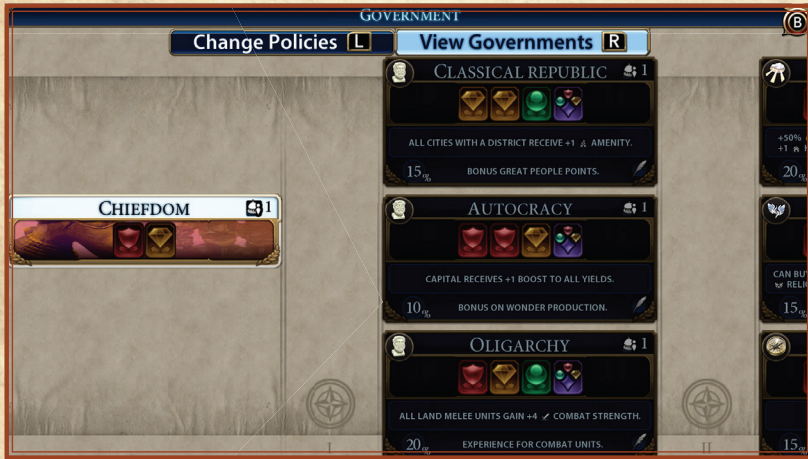 GOVERNMENT
B
Change Policies L
View Governments R
CLASSICAL REPUBLIC 1
ALL CITIES WITH A DISTRICT RECEIVE +1 AMENITY.
15% BONUS GREAT PEOPLE POINTS.
CHIEFDOM 1
AUTOCRACY 1
CAPITAL RECEIVES +1 BOOST TO ALL YIELDS.
10% BONUS ON WONDER PRODUCTION.
OLIGARCHY 1
ALL LAND MELEE UNITS GAIN +4 COMBAT STRENGTH.
20% EXPERIENCE FOR COMBAT UNITS.
+50%
+1
20%
CAN BU
RELIG
15%
15%
I
II